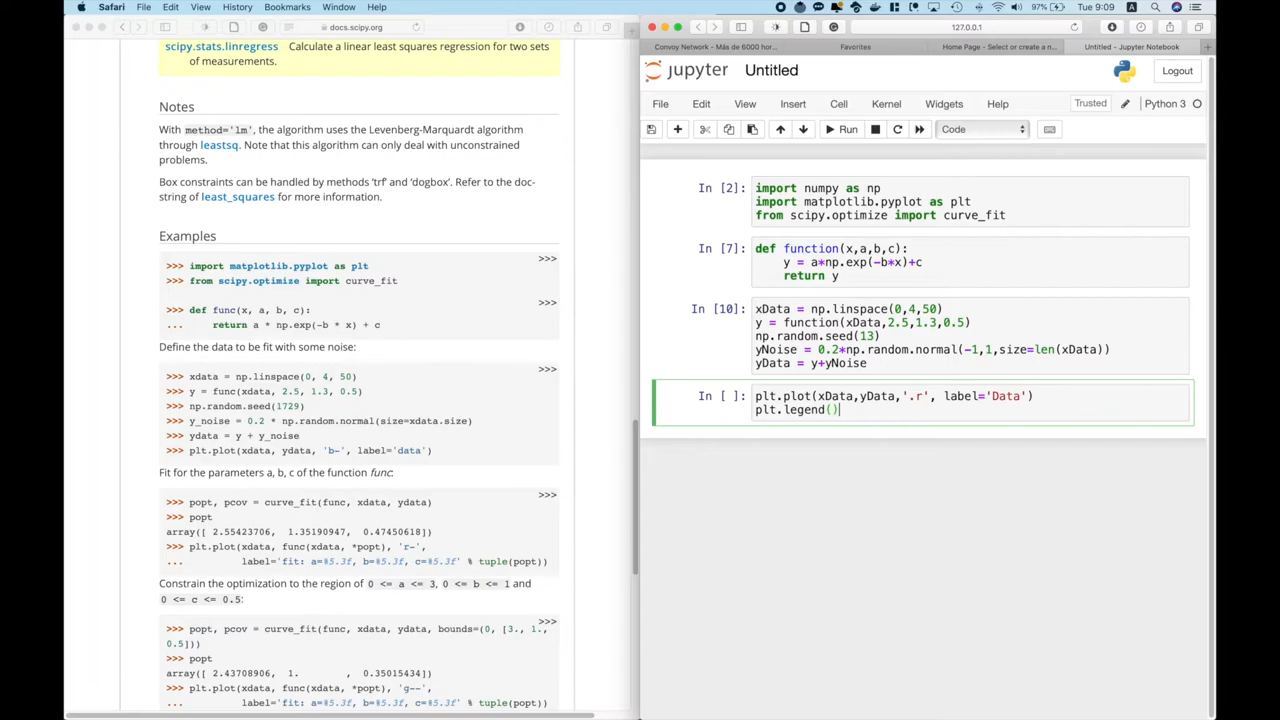 Safari File Edit View History Bookmarks Window Help
97% Tue 9:09
docs.scipy.org
scipy.stats.linregress Calculate a linear least squares regression for two sets
of measurements.
Notes
With method='lm', the algorithm uses the Levenberg-Marquardt algorithm
through leastsq. Note that this algorithm can only deal with unconstrained
problems.
Box constraints can be handled by methods ‘trf’ and ‘dogbox’. Refer to the doc-
string of least_squares for more information.
Examples
>>> import matplotlib.pyplot as plt
>>> from scipy.optimize import curve_fit
>>>
>>> def func(x, a, b, c):
... return a * np.exp(-b * x) + c
>>>
Define the data to be fit with some noise:
>>> xdata = np.linspace(0, 4, 50)
>>> y = func(xdata, 2.5, 1.3, 0.5)
>>> np.random.seed(1729)
>>> y_noise = 0.2 * np.random.normal(size=xdata.size)
>>> ydata = y + y_noise
>>> plt.plot(xdata, ydata, 'b-', label='data')
>>>
Fit for the parameters a, b, c of the function func:
>>> popt, pcov = curve_fit(func, xdata, ydata)
>>> popt
array([ 2.55423706, 1.35190947, 0.47450618])
>>> plt.plot(xdata, func(xdata, *popt), 'r-',
... label='fit: a=%5.3f, b=%5.3f, c=%5.3f' % tuple(popt))
>>>
Constrain the optimization to the region of 0 <= a <= 3, 0 <= b <= 1 and
0 <= c <= 0.5:
>>> popt, pcov = curve_fit(func, xdata, ydata, bounds=(0, [3., 1.,
0.5]))
>>> popt
array([ 2.43708906, 1. , 0.35015434])
>>> plt.plot(xdata, func(xdata, *popt), 'g--',
... label='fit: a=%5.3f, b=%5.3f, c=%5.3f' % tuple(popt))
>>>
127.0.0.1
Convoy Network - Más de 6000 hor... Favorites Home Page - Select or create a n... Untitled - Jupyter Notebook
jupyter Untitled
Logout
File Edit View Insert Cell Kernel Widgets Help Trusted Python 3
Run Code
In [2]: import numpy as np
import matplotlib.pyplot as plt
from scipy.optimize import curve_fit
In [7]: def function(x,a,b,c):
y = a*np.exp(-b*x)+c
return y
In [10]: xData = np.linspace(0,4,50)
y = function(xData,2.5,1.3,0.5)
np.random.seed(13)
yNoise = 0.2*np.random.normal(-1,1,size=len(xData))
yData = y+yNoise
In [ ]: plt.plot(xData,yData,'.r', label='Data')
plt.legend()